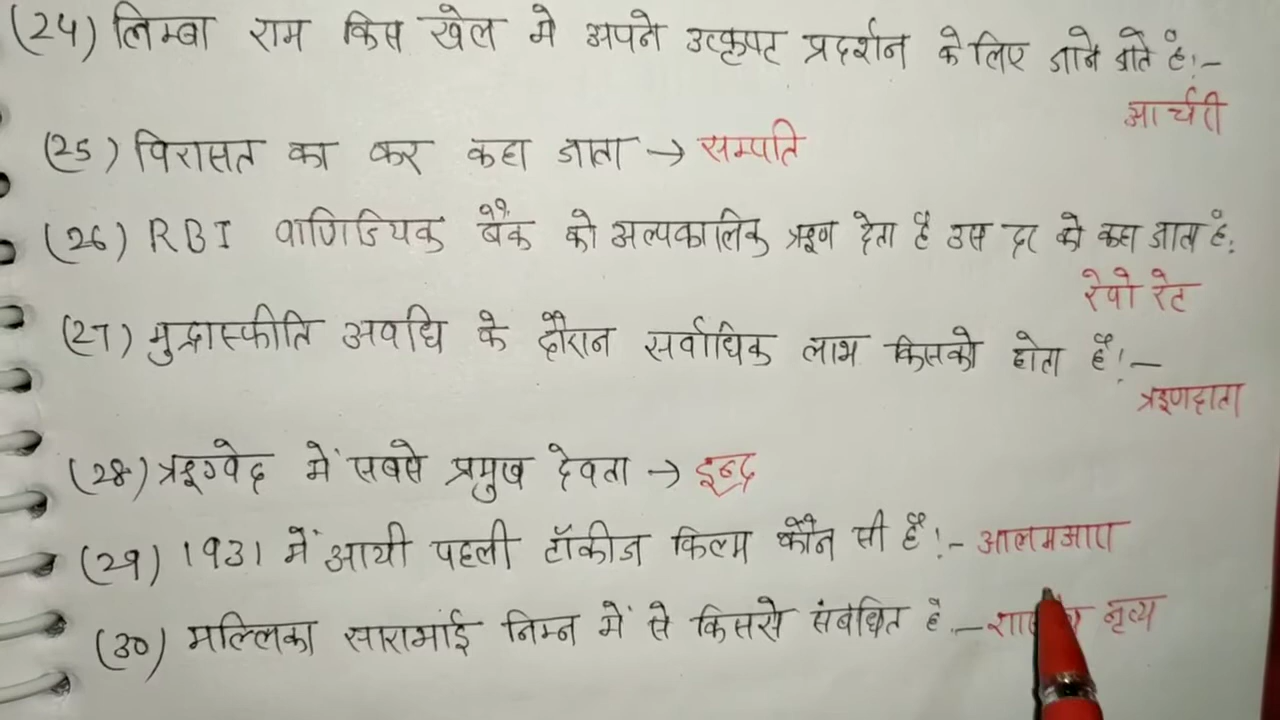 (24) लिम्बा राम किस खेल मे अपने उत्कृषट प्रदर्शन के लिए जाने जाते है।-
आर्चरी
(25) विरासत का कर कहा जाता → सम्पति
(26) RBI वाणिज्यिक बैंक को अल्पकालिक ऋण देता है उस दर को कहा जाता है:
रेपो रेट
(27) मुद्रास्फीति अवधि के दौरान सर्वाधिक लाभ किसको होता है।-
ऋणदाता
(28) ऋग्वेद में सबसे प्रमुख देवता → इन्द्र
(29) 1931 में आयी पहली टॉकीज फिल्म कौन सी है।- आलमआरा
(30) मल्लिका साराभाई निम्न में से किससे संबंधित है.- नृत्य